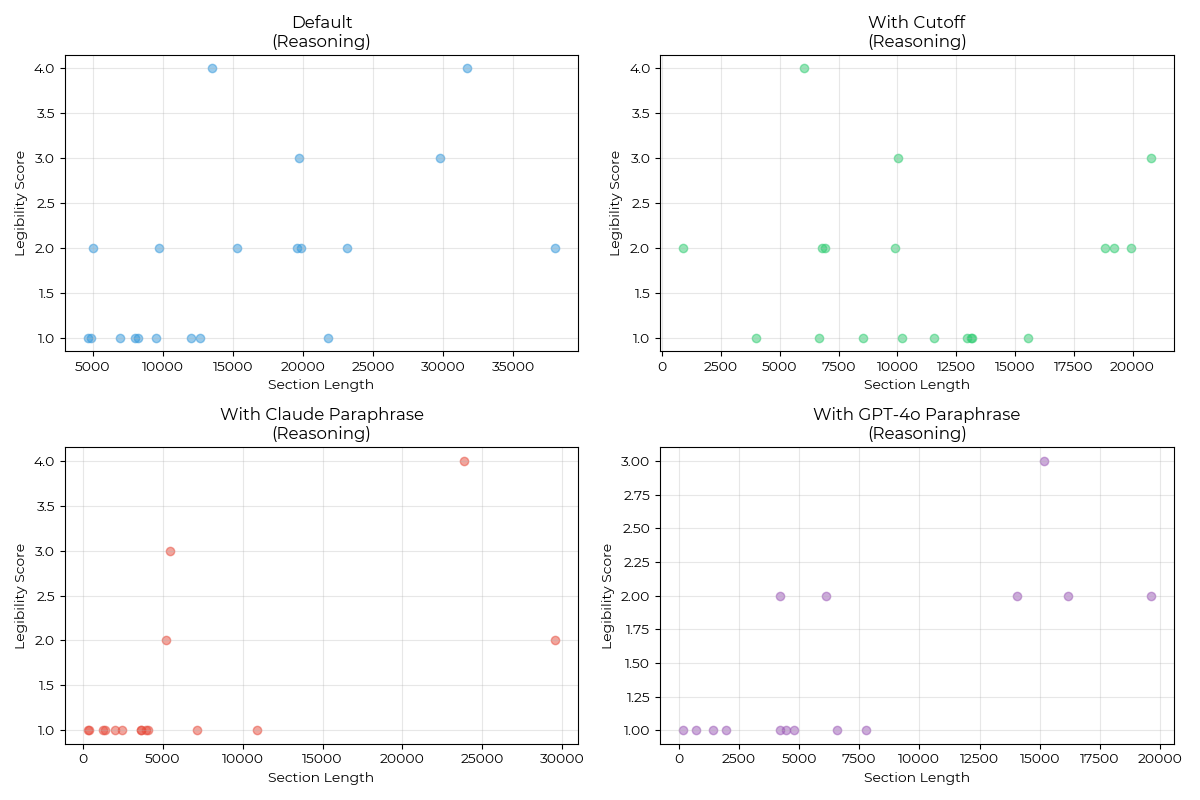 Default
(Reasoning)
4.0
3.5
3.0
2.5
2.0
1.5
1.0
Legibility Score
5000 10000 15000 20000 25000 30000 35000
Section Length
With Cutoff
(Reasoning)
4.0
3.5
3.0
2.5
2.0
1.5
1.0
Legibility Score
0 2500 5000 7500 10000 12500 15000 17500 20000
Section Length
With Claude Paraphrase
(Reasoning)
4.0
3.5
3.0
2.5
2.0
1.5
1.0
Legibility Score
0 5000 10000 15000 20000 25000 30000
Section Length
With GPT-4o Paraphrase
(Reasoning)
3.00
2.75
2.50
2.25
2.00
1.75
1.50
1.25
1.00
Legibility Score
0 2500 5000 7500 10000 12500 15000 17500 20000
Section Length